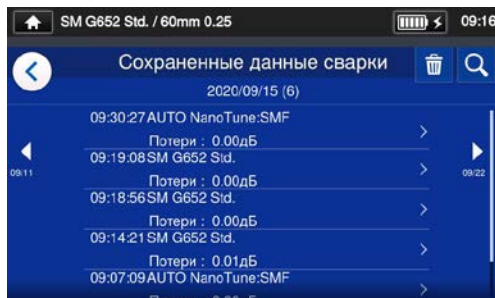 SM G652 Std. / 60mm 0.25
09:16
Сохраненные данные сварки
2020/09/15 (6)
09:30:27 AUTO NanoTune:SMF
Потери : 0.00дБ
09:19:08 SM G652 Std.
Потери : 0.00дБ
09:18:56 SM G652 Std.
Потери : 0.00дБ
09:14:21 SM G652 Std.
Потери : 0.01дБ
09:07:09 AUTO NanoTune:SMF
09/11
09/22